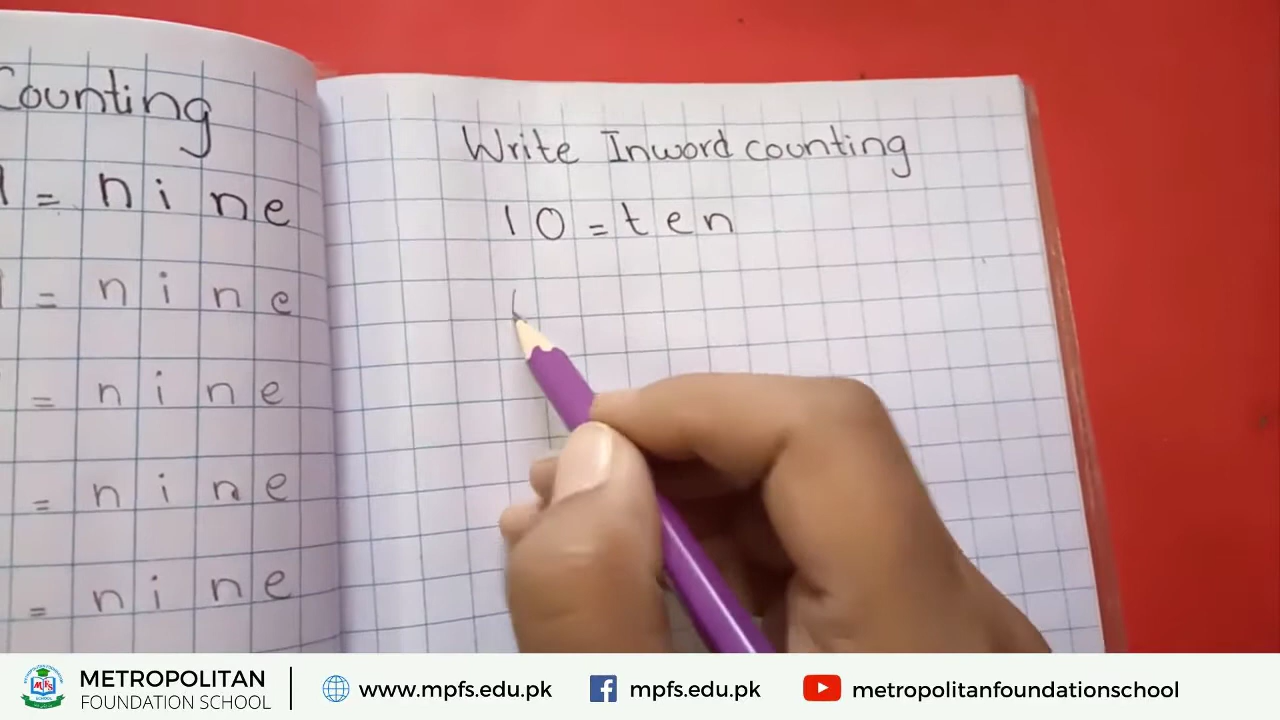 Counting
= nine
= nine
= nine
= nine
= nine
Write Inword counting
10 = ten
METROPOLITAN
FOUNDATION SCHOOL
www.mpfs.edu.pk
mpfs.edu.pk
metropolitanfoundationschool